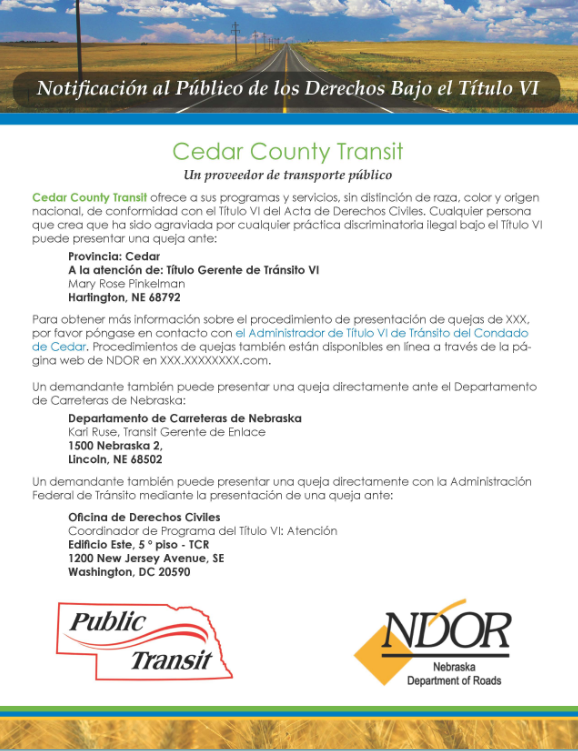 Notificación al Público de los Derechos Bajo el Título VI
Cedar County Transit
Un proveedor de transporte público
Cedar County Transit ofrece a sus programas y servicios, sin distinción de raza, color y origen
nacional, de conformidad con el Título VI del Acta de Derechos Civiles. Cualquier persona
que crea que ha sido agraviada por cualquier práctica discriminatoria ilegal bajo el Título VI
puede presentar una queja ante:
Provincia: Cedar
A la atención de: Título Gerente de Tránsito VI
Mary Rose Pinkelman
Hartington, NE 68792
Para obtener más información sobre el procedimiento de presentación de quejas de XXX,
por favor póngase en contacto con el Administrador de Título VI de Tránsito del Condado
de Cedar. Procedimientos de quejas también están disponibles en línea a través de la pá-
gina web de NDOR en XXX.XXXXXXXX.com.
Un demandante también puede presentar una queja directamente ante el Departamento
de Carreteras de Nebraska:
Departamento de Carreteras de Nebraska
Kari Ruse, Transit Gerente de Enlace
1500 Nebraska 2,
Lincoln, NE 68502
Un demandante también puede presentar una queja directamente con la Administración
Federal de Tránsito mediante la presentación de una queja ante:
Oficina de Derechos Civiles
Coordinador de Programa del Título VI: Atención
Edificio Este, 5 º piso - TCR
1200 New Jersey Avenue, SE
Washington, DC 20590
Public
Transit
NDOR
Nebraska
Department of Roads